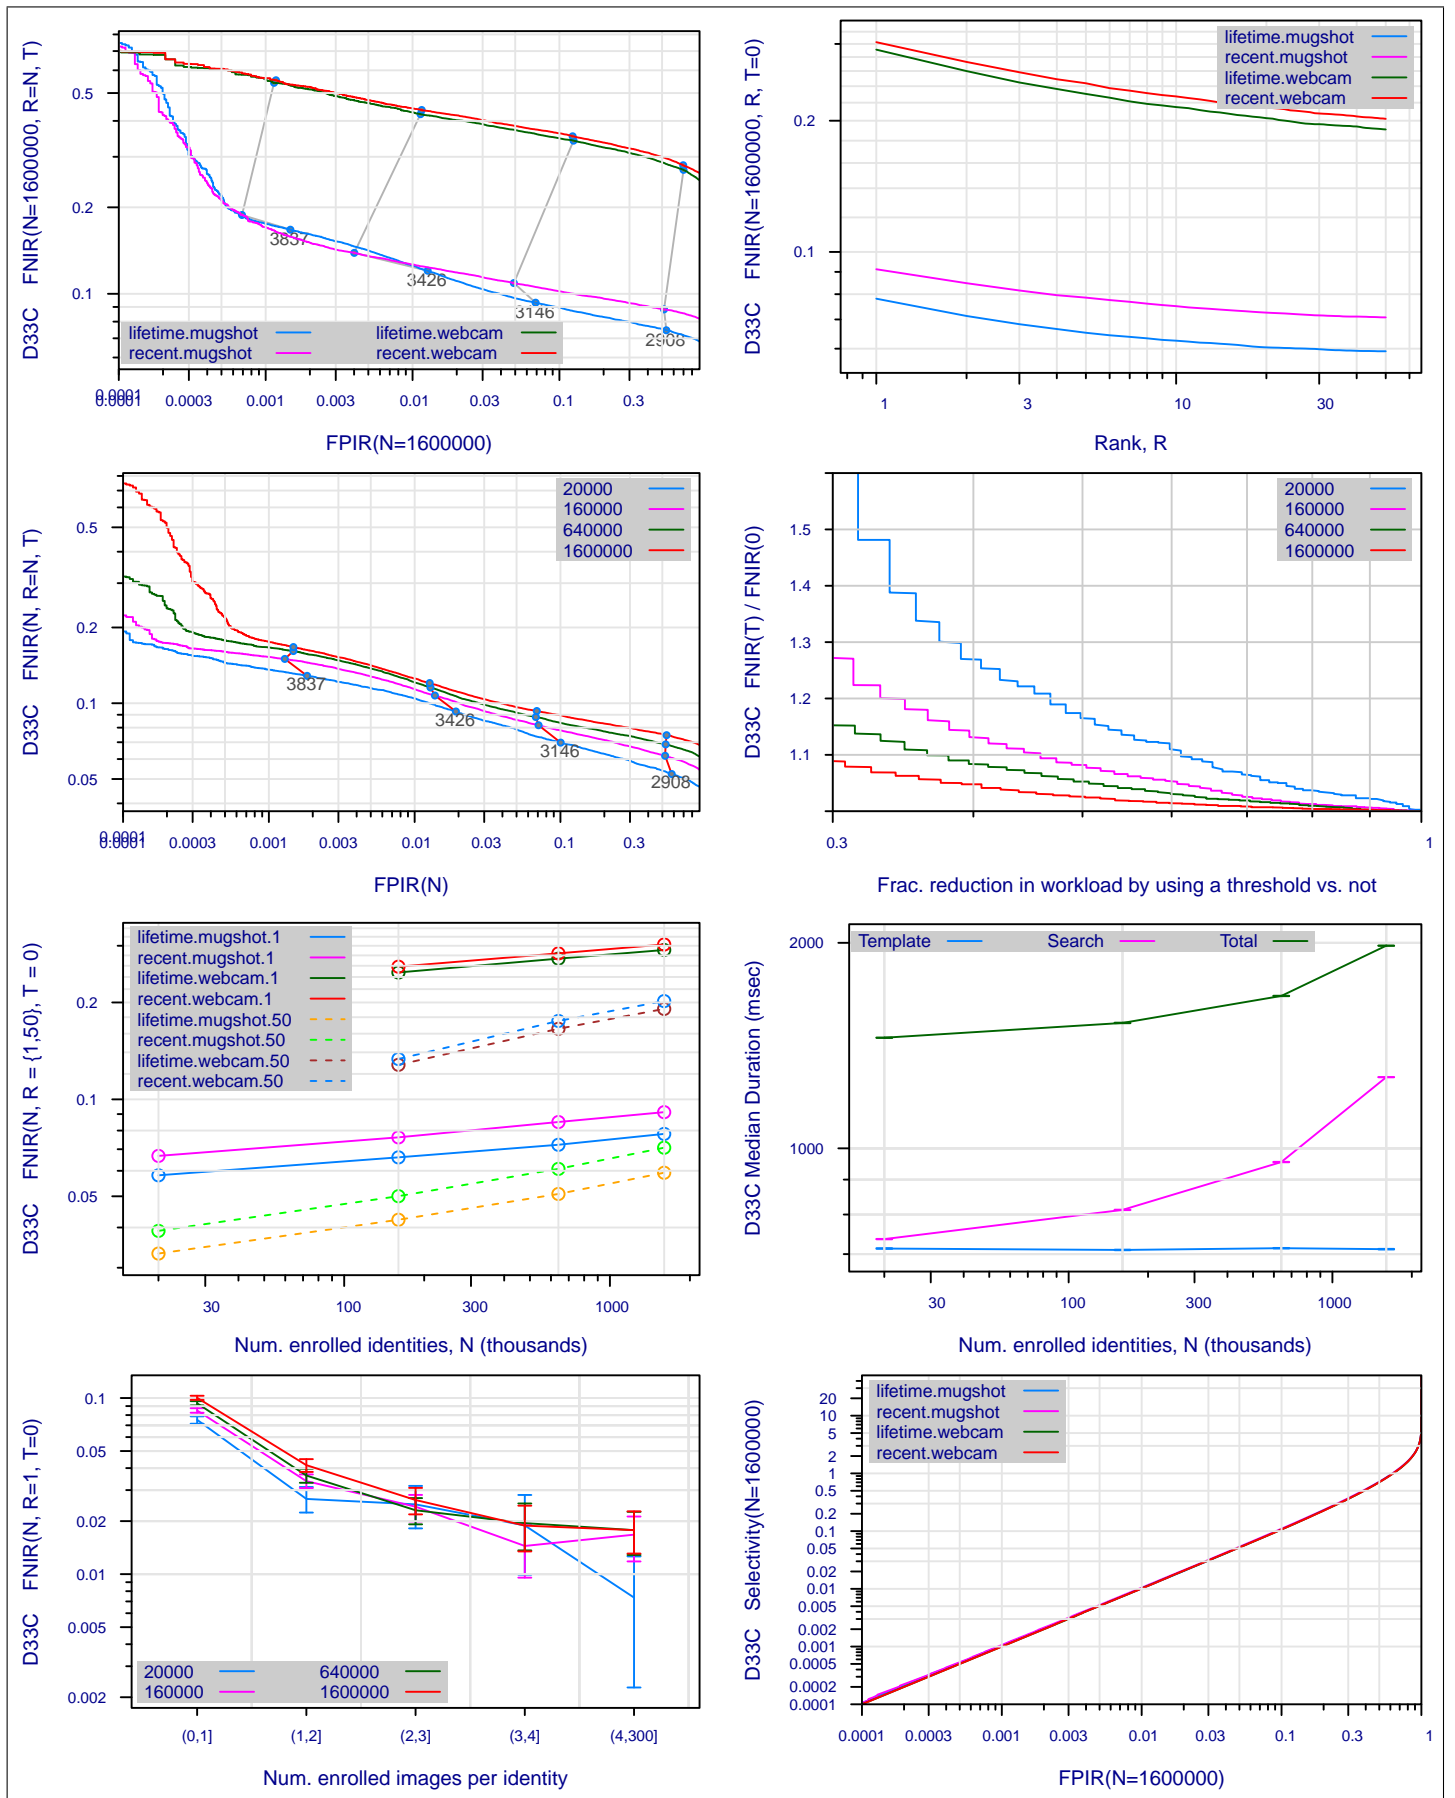 D33C FNIR(N=1600000, R=N, T)
0.5
0.2
0.1
3837
3426
3146
2908
lifetime.mugshot
recent.mugshot
lifetime.webcam
recent.webcam
0.0001
0.0001 0.0003 0.001 0.003 0.01 0.03 0.1 0.3
FPIR(N=1600000)
D33C FNIR(N=1600000, R, T=0)
lifetime.mugshot
recent.mugshot
lifetime.webcam
recent.webcam
0.2
0.1
1 3 10 30
Rank, R
D33C FNIR(N, R=N, T)
20000
160000
640000
1600000
0.5
0.2
0.1
0.05
3837
3426
3146
2908
0.0001
0.0001 0.0003 0.001 0.003 0.01 0.03 0.1 0.3
FPIR(N)
D33C FNIR(T) / FNIR(0)
20000
160000
640000
1600000
1.5
1.4
1.3
1.2
1.1
0.3 1
Frac. reduction in workload by using a threshold vs. not
D33C FNIR(N, R = {1,50}, T = 0)
lifetime.mugshot.1
recent.mugshot.1
lifetime.webcam.1
recent.webcam.1
lifetime.mugshot.50
recent.mugshot.50
lifetime.webcam.50
recent.webcam.50
0.2
0.1
0.05
30 100 300 1000
Num. enrolled identities, N (thousands)
D33C Median Duration (msec)
Template Search Total
2000
1000
30 100 300 1000
Num. enrolled identities, N (thousands)
D33C FNIR(N, R=1, T=0)
0.1
0.05
0.02
0.01
0.005
0.002
20000
160000
640000
1600000
(0,1] (1,2] (2,3] (3,4] (4,300]
Num. enrolled images per identity
D33C Selectivity(N=1600000)
lifetime.mugshot
recent.mugshot
lifetime.webcam
recent.webcam
20
10
5
2
1
0.5
0.2
0.1
0.05
0.02
0.01
0.005
0.002
0.001
0.0005
0.0002
0.0001
0.0001 0.0003 0.001 0.003 0.01 0.03 0.1 0.3 1
FPIR(N=1600000)